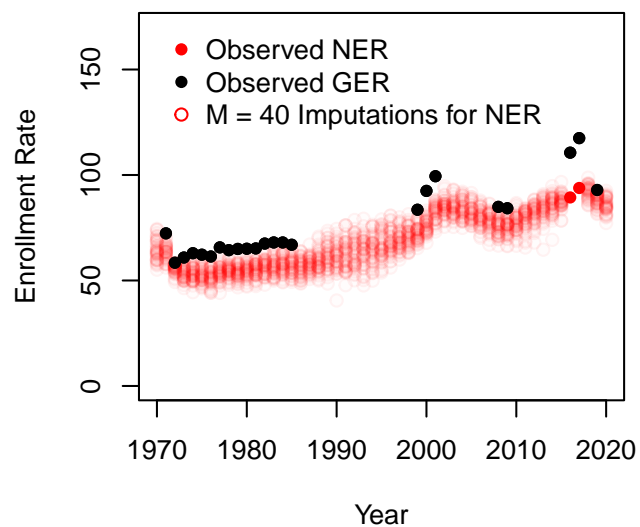 Observed NER
Observed GER
M = 40 Imputations for NER
Enrollment Rate
150
100
50
0
1970 1980 1990 2000 2010 2020
Year